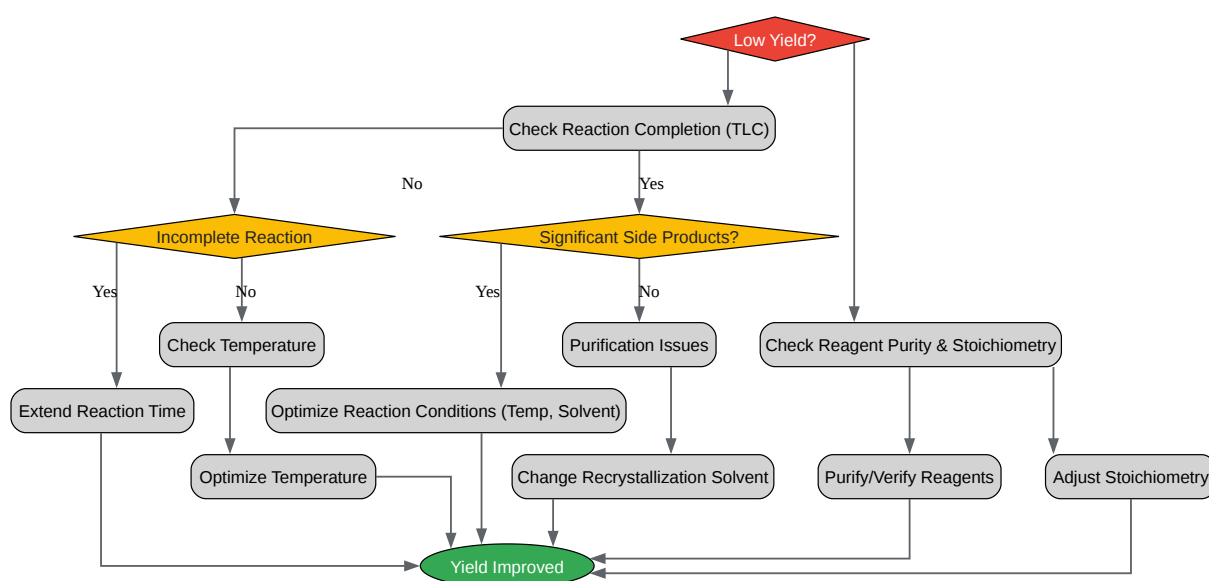 Low Yield?
Check Reaction Completion (TLC)
No
Yes
Incomplete Reaction
Significant Side Products?
Yes
No
Yes
No
Check Temperature
Purification Issues
Check Reagent Purity & Stoichiometry
Extend Reaction Time
Optimize Reaction Conditions (Temp, Solvent)
Optimize Temperature
Change Recrystallization Solvent
Purify/Verify Reagents
Adjust Stoichiometry
Yield Improved